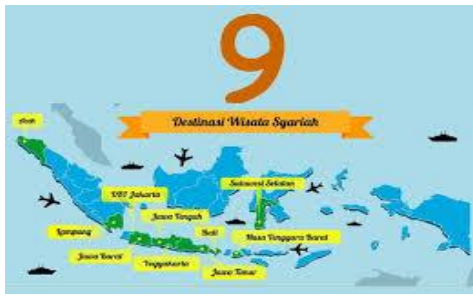 9
Destinasi Wisata Syariah
Aceh
Sulawesi Selatan
DKI Jakarta
Jawa Tengah
Bali
Lampung
Nusa Tenggara Barat
Jawa Barat
Yogyakarta
Jawa Timur